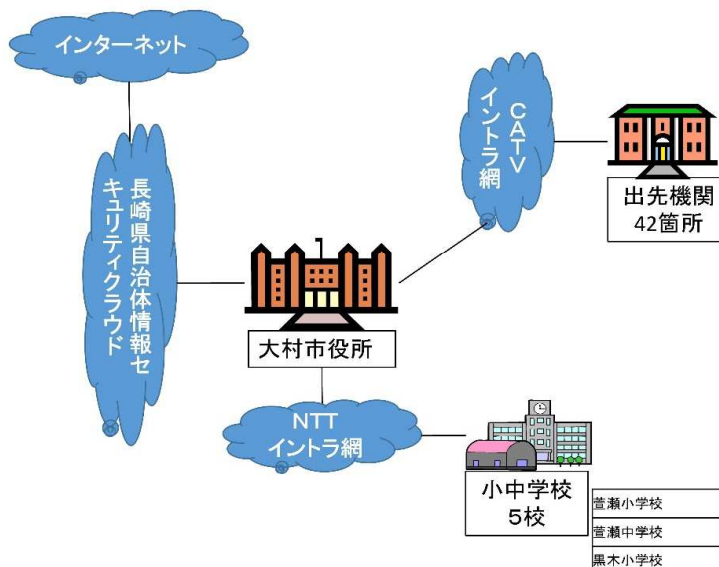 インターネット
長崎県自治体情報セ
キュリティクラウド
CATV
イントラ網
出先機関
42箇所
大村市役所
NTT
イントラ網
小中学校
5校
萱瀬小学校
萱瀬中学校
黒木小学校